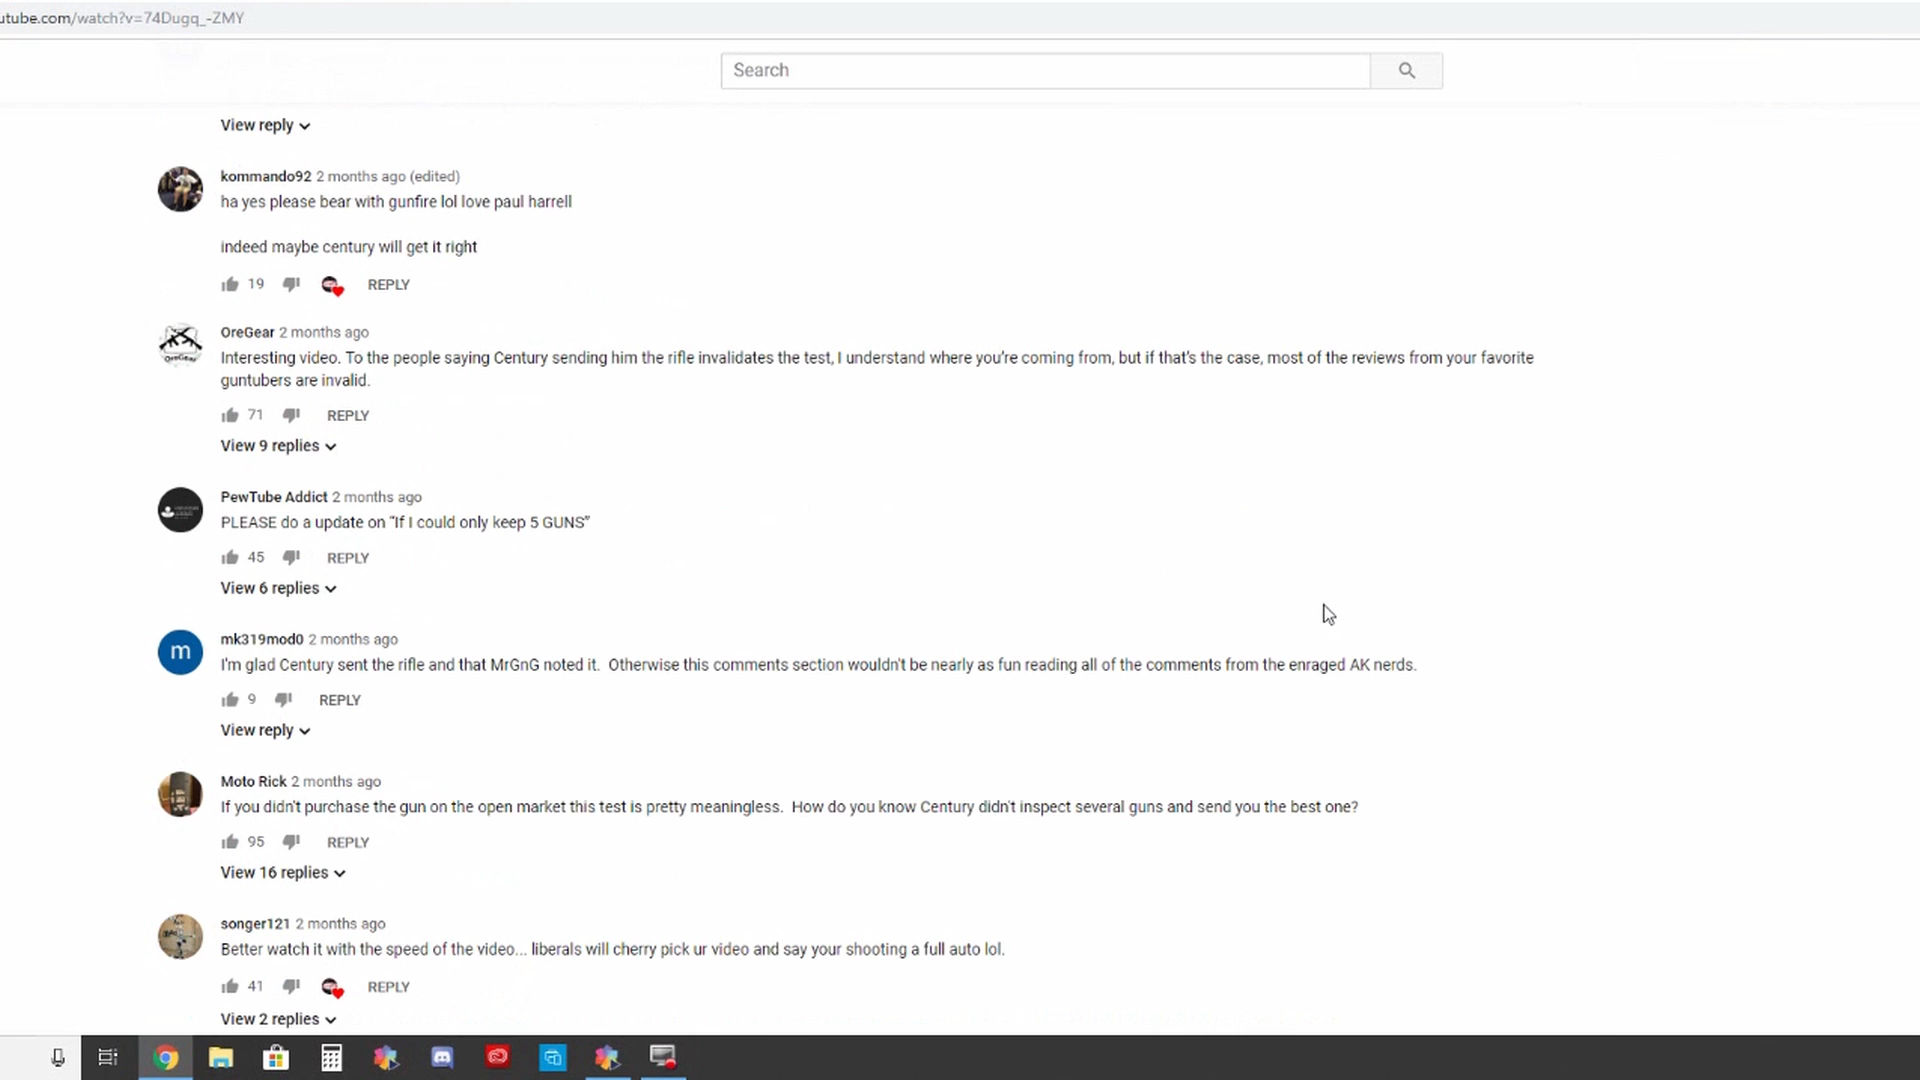 utube.com/watch?v=74Dugq_-ZMY
Search
View reply
kommando92 2 months ago (edited)
ha yes please bear with gunfire lol love paul harrell
indeed maybe century will get it right
19 REPLY
OreGear 2 months ago
Interesting video. To the people saying Century sending him the rifle invalidates the test, I understand where you're coming from, but if that's the case, most of the reviews from your favorite
guntubers are invalid.
71 REPLY
View 9 replies
PewTube Addict 2 months ago
PLEASE do a update on "If I could only keep 5 GUNS"
45 REPLY
View 6 replies
m
mk319mod0 2 months ago
I'm glad Century sent the rifle and that MrGnG noted it. Otherwise this comments section wouldn't be nearly as fun reading all of the comments from the enraged AK nerds.
9 REPLY
View reply
Moto Rick 2 months ago
If you didn't purchase the gun on the open market this test is pretty meaningless. How do you know Century didn't inspect several guns and send you the best one?
95 REPLY
View 16 replies
songer121 2 months ago
Better watch it with the speed of the video... liberals will cherry pick ur video and say your shooting a full auto lol.
41 REPLY
View 2 replies